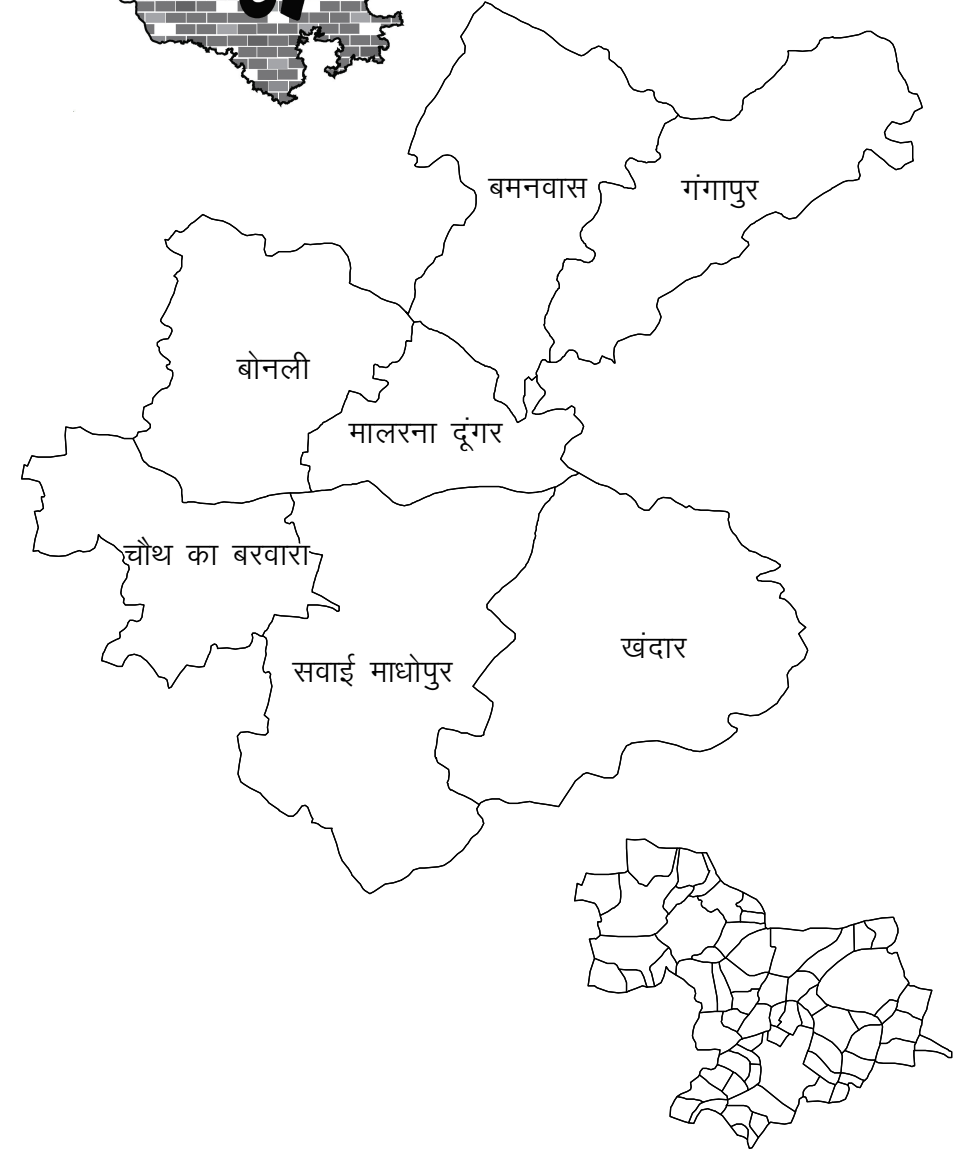 बमनवास
गंगापुर
बोनली
मालरना दूंगर
चौथ का बरवारा
खंदार
सवाई माधोपुर